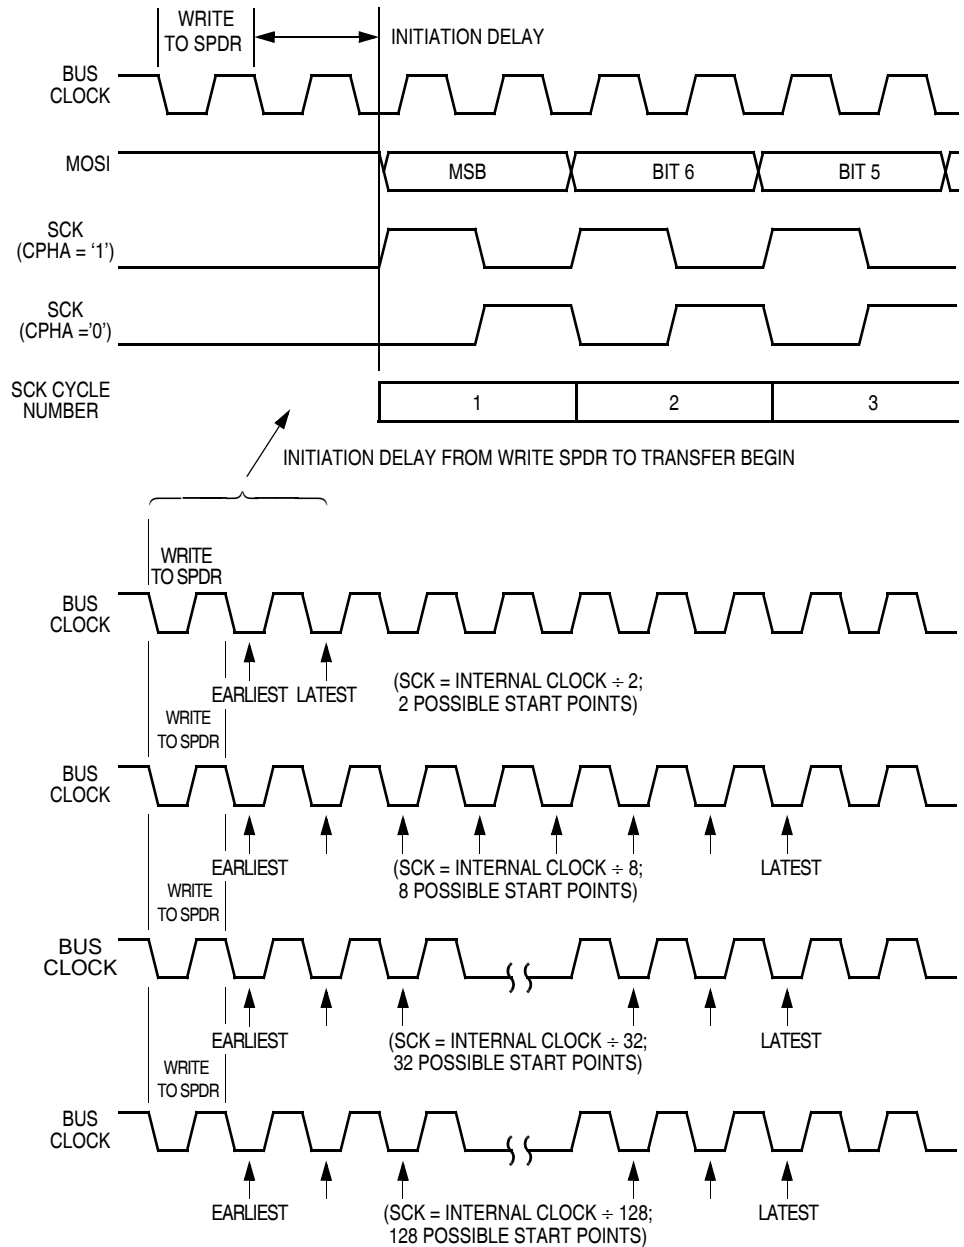 WRITE
TO SPDR
INITIATION DELAY
BUS
CLOCK
MOSI
MSB
BIT 6
BIT 5
SCK
(CPHA = ‘1’)
SCK
(CPHA =’0’)
SCK CYCLE
NUMBER
1
2
3
INITIATION DELAY FROM WRITE SPDR TO TRANSFER BEGIN
WRITE
TO SPDR
BUS
CLOCK
EARLIEST
LATEST
(SCK = INTERNAL CLOCK ÷ 2;
2 POSSIBLE START POINTS)
WRITE
TO SPDR
BUS
CLOCK
EARLIEST
(SCK = INTERNAL CLOCK ÷ 8;
8 POSSIBLE START POINTS)
LATEST
WRITE
TO SPDR
BUS
CLOCK
EARLIEST
(SCK = INTERNAL CLOCK ÷ 32;
32 POSSIBLE START POINTS)
LATEST
WRITE
TO SPDR
BUS
CLOCK
EARLIEST
(SCK = INTERNAL CLOCK ÷ 128;
128 POSSIBLE START POINTS)
LATEST